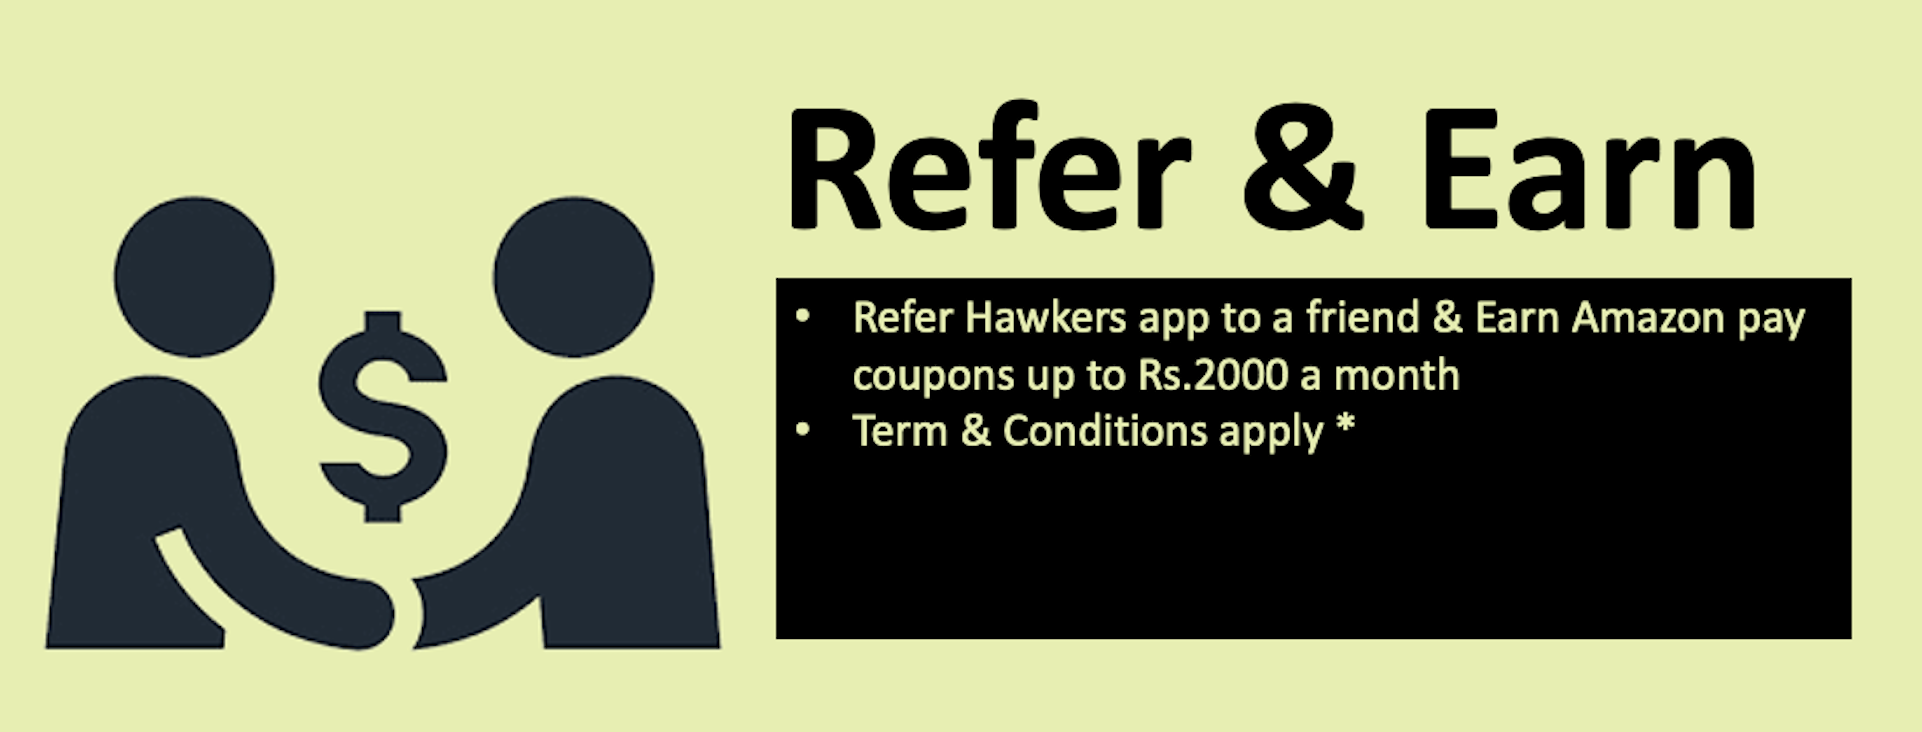 Refer & Earn
• Refer Hawkers app to a friend & Earn Amazon pay
coupons up to Rs.2000 a month
• Term & Conditions apply *
$